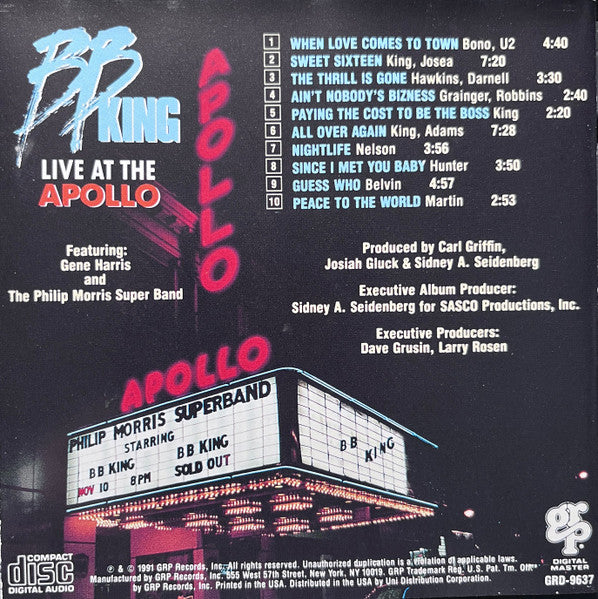 BB
KING
LIVE AT THE
APOLLO
Featuring:
Gene Harris
and
The Philip Morris Super Band
APOLLO
1 WHEN LOVE COMES TO TOWN Bono, U2 4:40
2 SWEET SIXTEEN King, Josea 7:20
3 THE THRILL IS GONE Hawkins, Darnell 3:30
4 AIN'T NOBODY'S BIZNESS Grainger, Robbins 2:40
5 PAYING THE COST TO BE THE BOSS King 2:20
6 ALL OVER AGAIN King, Adams 7:28
7 NIGHTLIFE Nelson 3:56
8 SINCE I MET YOU BABY Hunter 3:50
9 GUESS WHO Belvin 4:57
10 PEACE TO THE WORLD Martin 2:53
Produced by Carl Griffin,
Josiah Gluck & Sidney A. Seidenberg
Executive Album Producer:
Sidney A. Seidenberg for SASCO Productions, Inc.
Executive Producers:
Dave Grusin, Larry Rosen
APOLLO
PHILIP MORRIS SUPERBAND
STARRING
BB KING BB KING
NOV 10 8PM SOLD OUT
BB
KING
COMPACT
disc
DIGITAL AUDIO
℗ & © 1991 GRP Records, Inc. All rights reserved. Unauthorized duplication is a violation of applicable laws.
Manufactured by GRP Records, Inc. 555 West 57th Street, New York, NY 10019. GRP Trademark Reg. U.S. Pat. Tm. Off.
by GRP Records, Inc. Printed in the USA. Distributed in the USA by Uni Distribution Corporation.
grp
DIGITAL
MASTER
GRD-9637